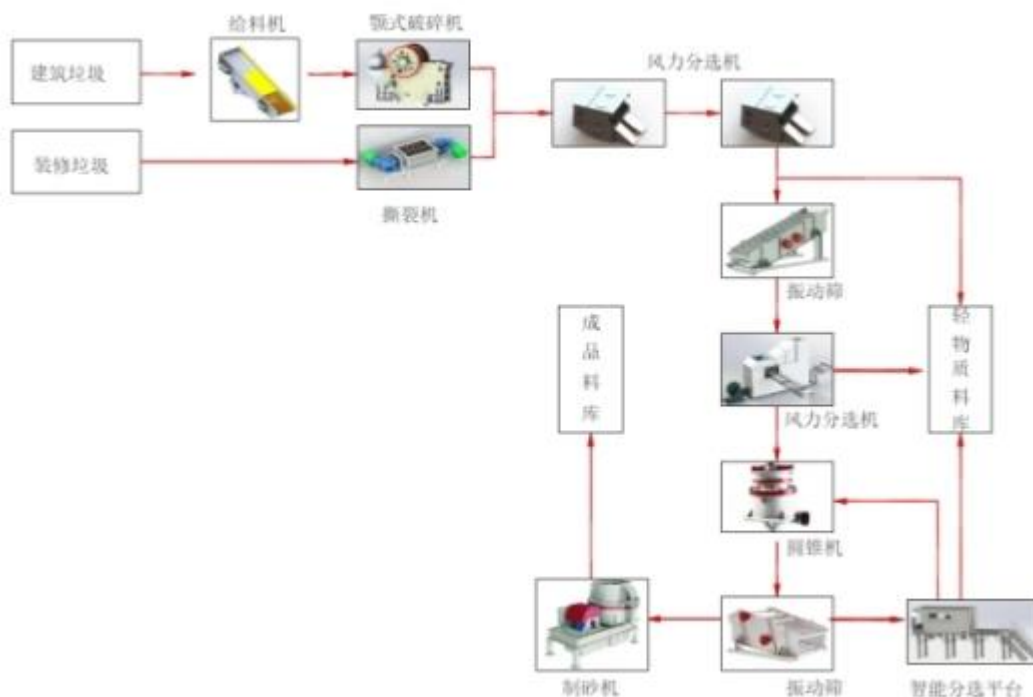 给料机
颚式破碎机
建筑垃圾
风力分选机
装修垃圾
撕裂机
振动筛
成品料库
轻物质料库
风力分选机
圆锥机
制砂机
振动筛
智能分选平台